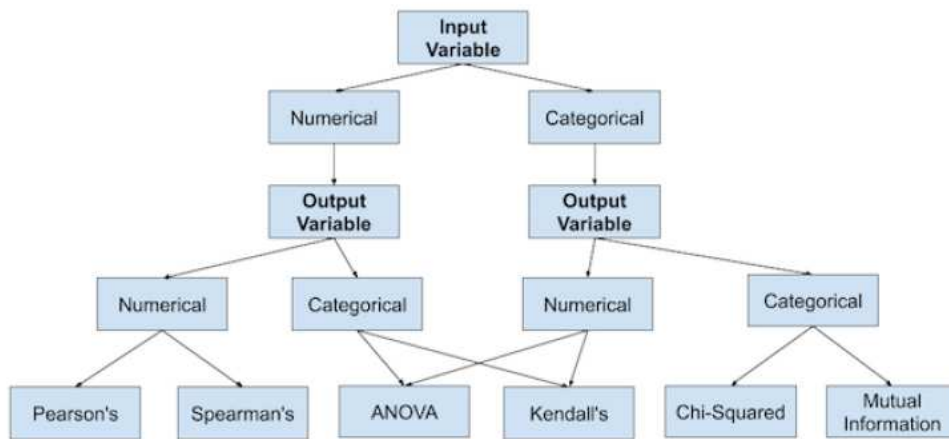 Input
Variable
Numerical
Categorical
Output
Variable
Output
Variable
Numerical
Categorical
Numerical
Categorical
Pearson's
Spearman's
ANOVA
Kendall's
Chi-Squared
Mutual
Information